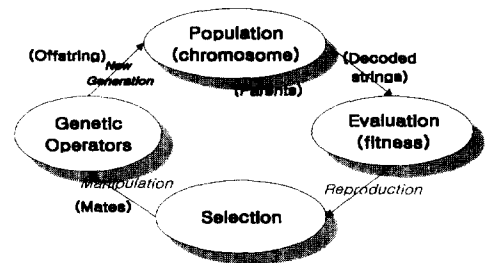 Population
(chromosome)
(Offstring)
New
Generation
(Parents)
(Decoded
strings)
Genetic
Operators
Evaluation
(fitness)
Manipulation
(Mates)
Reproduction
Selection